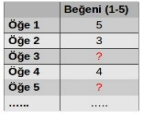 Beğeni (1-5)
Öğe 1 5
Öğe 2 3
Öğe 3 ?
Öğe 4 4
Öğe 5 ?
...... .....